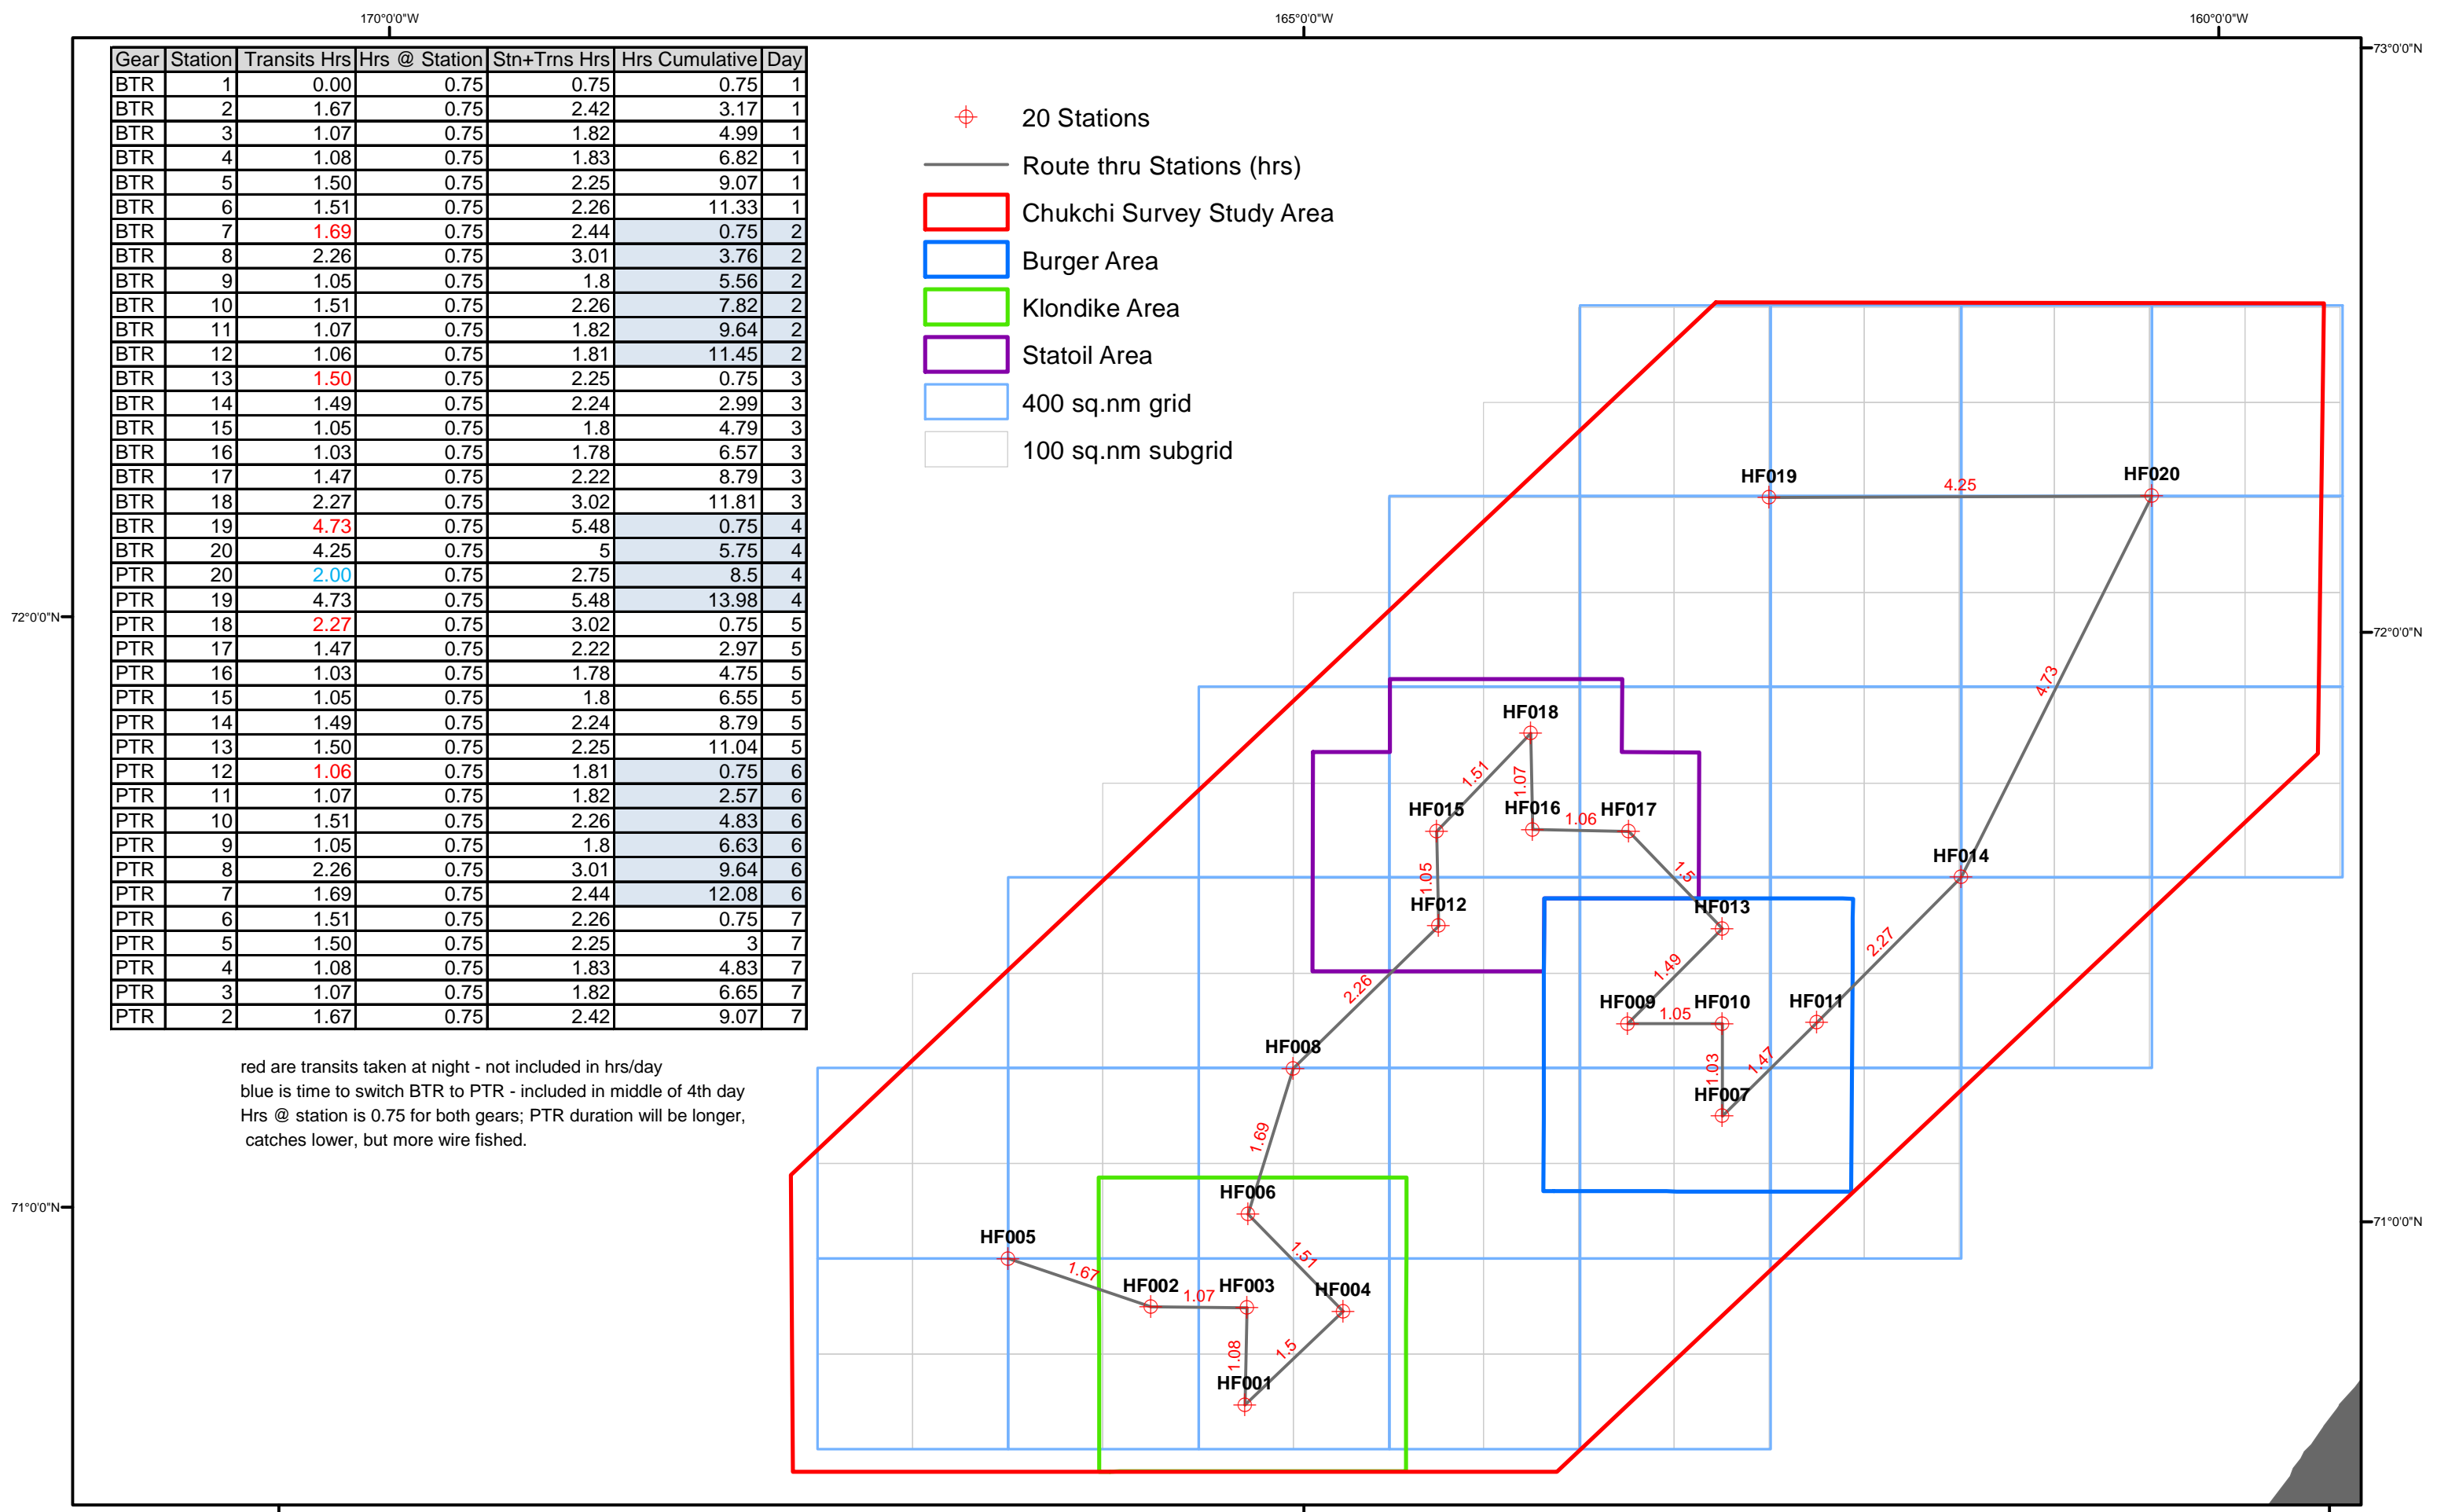 170°0'0"W 165°0'0"W 160°0'0"W
73°0'0"N
Gear Station Transits Hrs Hrs @ Station Stn+Trns Hrs Hrs Cumulative Day
BTR 1 0.00 0.75 0.75 0.75 1
BTR 2 1.67 0.75 2.42 3.17 1
BTR 3 1.07 0.75 1.82 4.99 1
BTR 4 1.08 0.75 1.83 6.82 1
BTR 5 1.50 0.75 2.25 9.07 1
BTR 6 1.51 0.75 2.26 11.33 1
BTR 7 1.69 0.75 2.44 0.75 2
BTR 8 2.26 0.75 3.01 3.76 2
BTR 9 1.05 0.75 1.8 5.56 2
BTR 10 1.51 0.75 2.26 7.82 2
BTR 11 1.07 0.75 1.82 9.64 2
BTR 12 1.06 0.75 1.81 11.45 2
BTR 13 1.50 0.75 2.25 0.75 3
BTR 14 1.49 0.75 2.24 2.99 3
BTR 15 1.05 0.75 1.8 4.79 3
BTR 16 1.03 0.75 1.78 6.57 3
BTR 17 1.47 0.75 2.22 8.79 3
BTR 18 2.27 0.75 3.02 11.81 3
BTR 19 4.73 0.75 5.48 0.75 4
BTR 20 4.25 0.75 5 5.75 4
PTR 20 2.00 0.75 2.75 8.5 4
PTR 19 4.73 0.75 5.48 13.98 4
PTR 18 2.27 0.75 3.02 0.75 5
PTR 17 1.47 0.75 2.22 2.97 5
PTR 16 1.03 0.75 1.78 4.75 5
PTR 15 1.05 0.75 1.8 6.55 5
PTR 14 1.49 0.75 2.24 8.79 5
PTR 13 1.50 0.75 2.25 11.04 5
PTR 12 1.06 0.75 1.81 0.75 6
PTR 11 1.07 0.75 1.82 2.57 6
PTR 10 1.51 0.75 2.26 4.83 6
PTR 9 1.05 0.75 1.8 6.63 6
PTR 8 2.26 0.75 3.01 9.64 6
PTR 7 1.69 0.75 2.44 12.08 6
PTR 6 1.51 0.75 2.26 0.75 7
PTR 5 1.50 0.75 2.25 3 7
PTR 4 1.08 0.75 1.83 4.83 7
PTR 3 1.07 0.75 1.82 6.65 7
PTR 2 1.67 0.75 2.42 9.07 7
red are transits taken at night - not included in hrs/day
blue is time to switch BTR to PTR - included in middle of 4th day
Hrs @ station is 0.75 for both gears; PTR duration will be longer,
catches lower, but more wire fished.
20 Stations
Route thru Stations (hrs)
Chukchi Survey Study Area
Burger Area
Klondike Area
Statoil Area
400 sq.nm grid
100 sq.nm subgrid
HF019 4.25 HF020
72°0'0"N 72°0'0"N
4.73
HF018
1.51 1.07
HF015 HF016 1.06 HF017
1.5
HF014
1.05
HF012 HF013
2.27
1.49
2.26
HF009 1.05 HF010 HF011
HF008
1.03 1.47
HF007
1.69
HF006
71°0'0"N 71°0'0"N
HF005
1.51
1.67
HF002 1.07 HF003 HF004
1.08 1.5
HF001